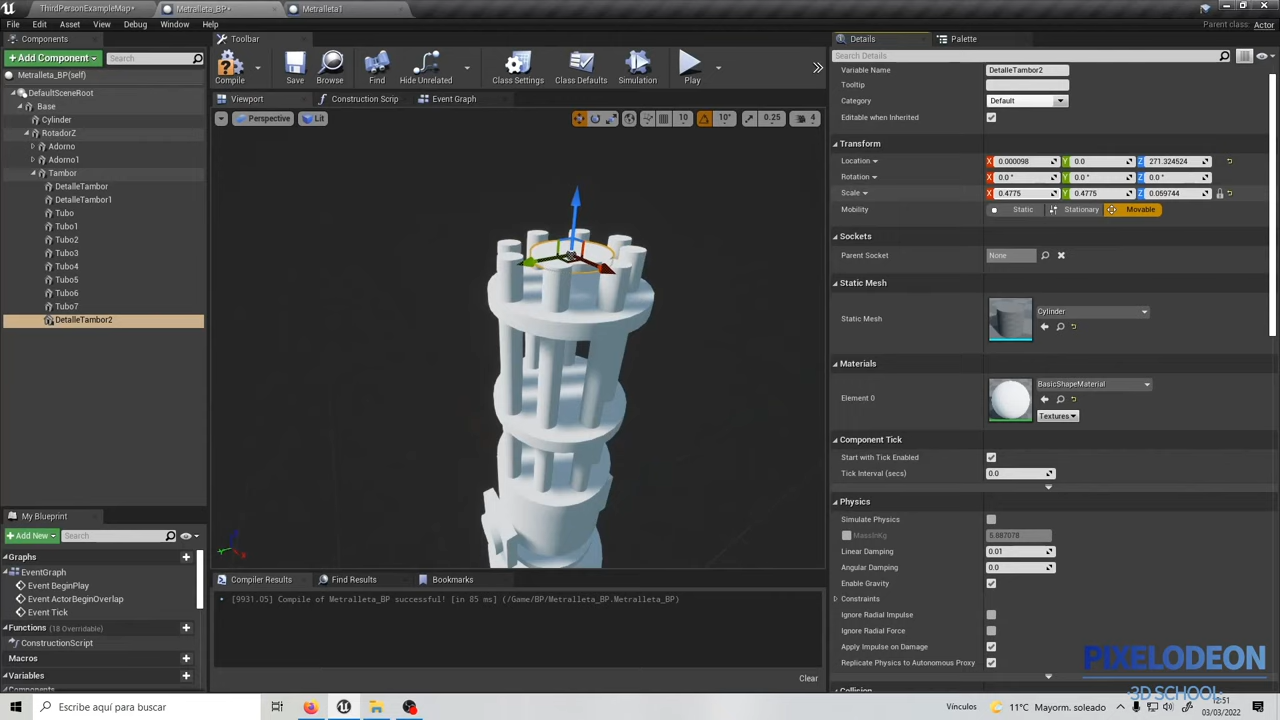 ThirdPersonExampleMap*
Metralleta_BP*
Metralleta1
File Edit Asset View Debug Window Help
Parent class: Actor
Components
Toolbar
Details
Palette
Add Component
Search
Compile
Save
Browse
Find
Hide Unrelated
Class Settings
Class Defaults
Simulation
Play
Search Details
Metralleta_BP(self)
DefaultSceneRoot
Base
Cylinder
RotadorZ
Adorno
Adorno1
Tambor
DetalleTambor
DetalleTambor1
Tubo
Tubo1
Tubo2
Tubo3
Tubo4
Tubo5
Tubo6
Tubo7
DetalleTambor2
Viewport
Construction Script
Event Graph
Perspective
Lit
10
10°
0.25
4
Variable Name DetalleTambor2
Tooltip
Category Default
Editable when Inherited
Transform
Location X 0.000098 Y 0.0 Z 271.324524
Rotation X 0.0 ° Y 0.0 ° Z 0.0 °
Scale X 0.4775 Y 0.4775 Z 0.059744
Mobility Static Stationary Movable
Sockets
Parent Socket None
Static Mesh
Static Mesh Cylinder
Materials
Element 0 BasicShapeMaterial
Textures
Component Tick
Start with Tick Enabled
Tick Interval (secs) 0.0
Physics
Simulate Physics
MassInKg 5.887078
Linear Damping 0.01
Angular Damping 0.0
Enable Gravity
Constraints
Ignore Radial Impulse
Ignore Radial Force
Apply Impulse on Damage
Replicate Physics to Autonomous Proxy
Collision
My Blueprint
Add New
Search
Graphs
EventGraph
Event BeginPlay
Event ActorBeginOverlap
Event Tick
Functions (18 Overridable)
ConstructionScript
Macros
Variables
Components
Compiler Results
Find Results
Bookmarks
[9931.05] Compile of Metralleta_BP successful! [in 85 ms] (/Game/BP/Metralleta_BP.Metralleta_BP)
Clear
PIXELODEON
3D SCHOOL
Escribe aquí para buscar
Vínculos
11°C Mayorm. soleado
12:51
03/03/2022